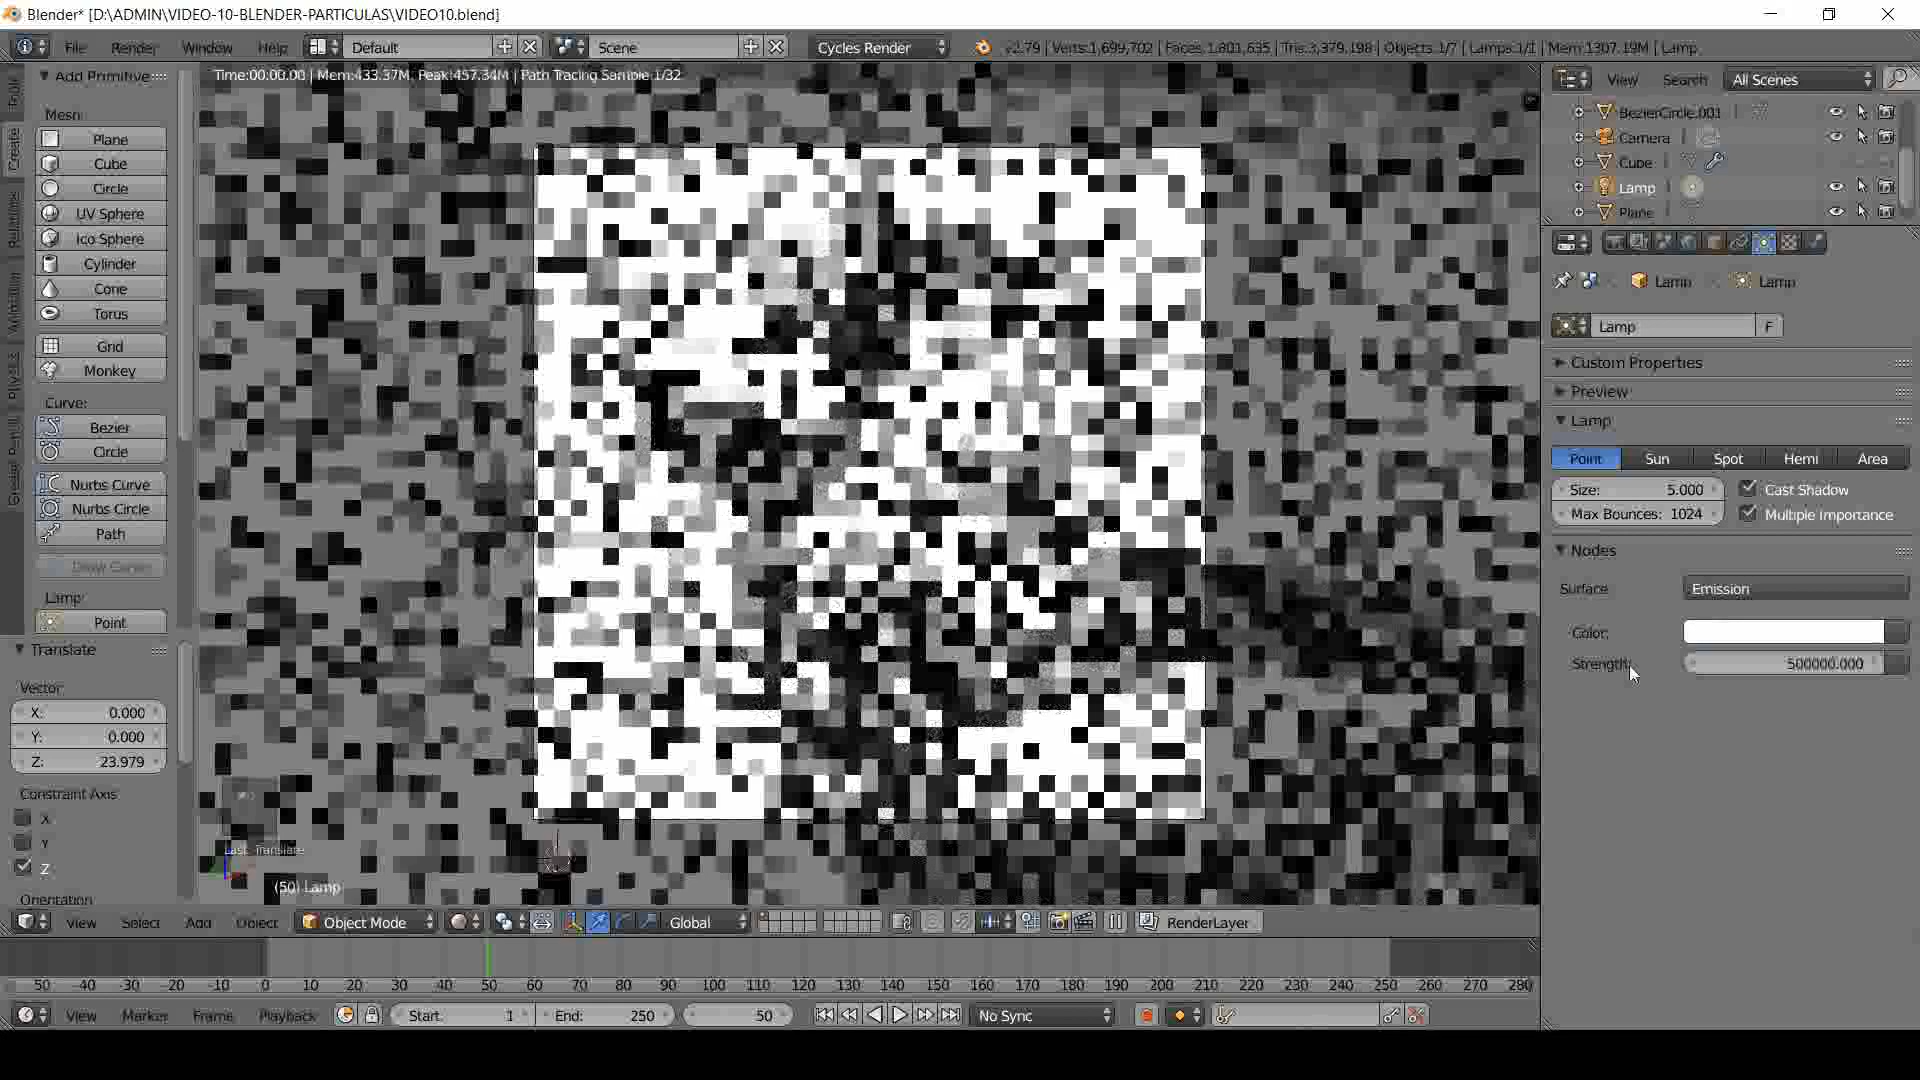 Blender* [D:\ADMIN\VIDEO-10-BLENDER-PARTICULAS\VIDEO10.blend]
File Render Window Help Default Scene Cycles Render v2.79 | Verts:1,699,702 | Faces:1,801,635 | Tris:3,379,198 | Objects:1/7 | Lamps:1/1 | Mem:1307.19M | Lamp
Time:00:00.00 | Mem:433.37M, Peak:457.34M | Path Tracing Sample 1/32
Add Primitive
Mesh:
Plane
Cube
Circle
UV Sphere
Ico Sphere
Cylinder
Cone
Torus
Grid
Monkey
Curve:
Bezier
Circle
Nurbs Curve
Nurbs Circle
Path
Draw Curve
Lamp:
Point
Create
Relations
Animation
Physics
Grease Pencil
Translate
Vector
X: 0.000
Y: 0.000
Z: 23.979
Constraint Axis
X
Y
Z
Orientation
Last: Translate
(50) Lamp
View Select Add Object Object Mode Global RenderLayer
View Search All Scenes
BezierCircle.001
Camera
Cube
Lamp
Plane
Lamp Lamp
Lamp F
Custom Properties
Preview
Lamp
Point Sun Spot Hemi Area
Size: 5.000 Cast Shadow
Max Bounces: 1024 Multiple Importance
Nodes
Surface Emission
Color:
Strength: 500000.000
50 -40 -30 -20 -10 0 10 20 30 40 50 60 70 80 90 100 110 120 130 140 150 160 170 180 190 200 210 220 230 240 250 260 270 280
View Marker Frame Playback Start: 1 End: 250 50 No Sync